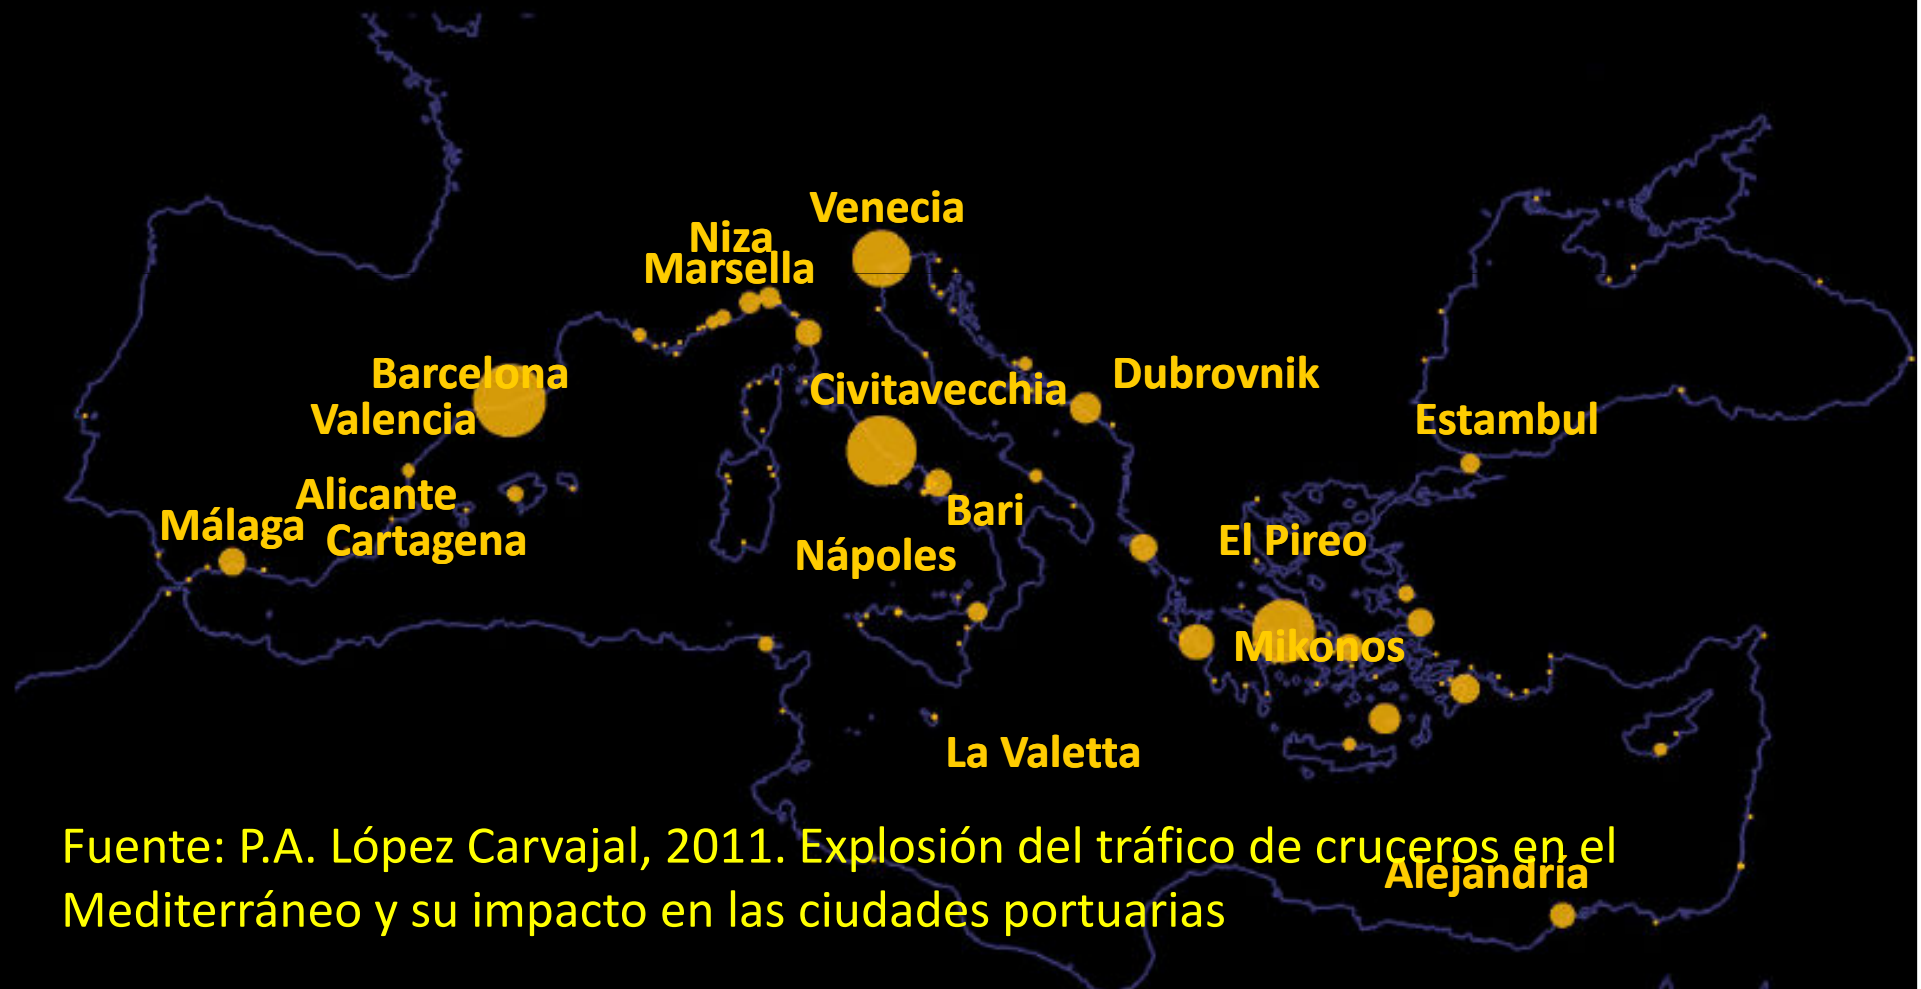 Venecia
Niza
Marsella
Barcelona
Civitavecchia
Dubrovnik
Valencia
Estambul
Alicante
Bari
Málaga
Cartagena
El Pireo
Nápoles
Mikonos
La Valetta
Fuente: P.A. López Carvajal, 2011. Explosión del tráfico de cruceros en el
Alejandría
Mediterráneo y su impacto en las ciudades portuarias